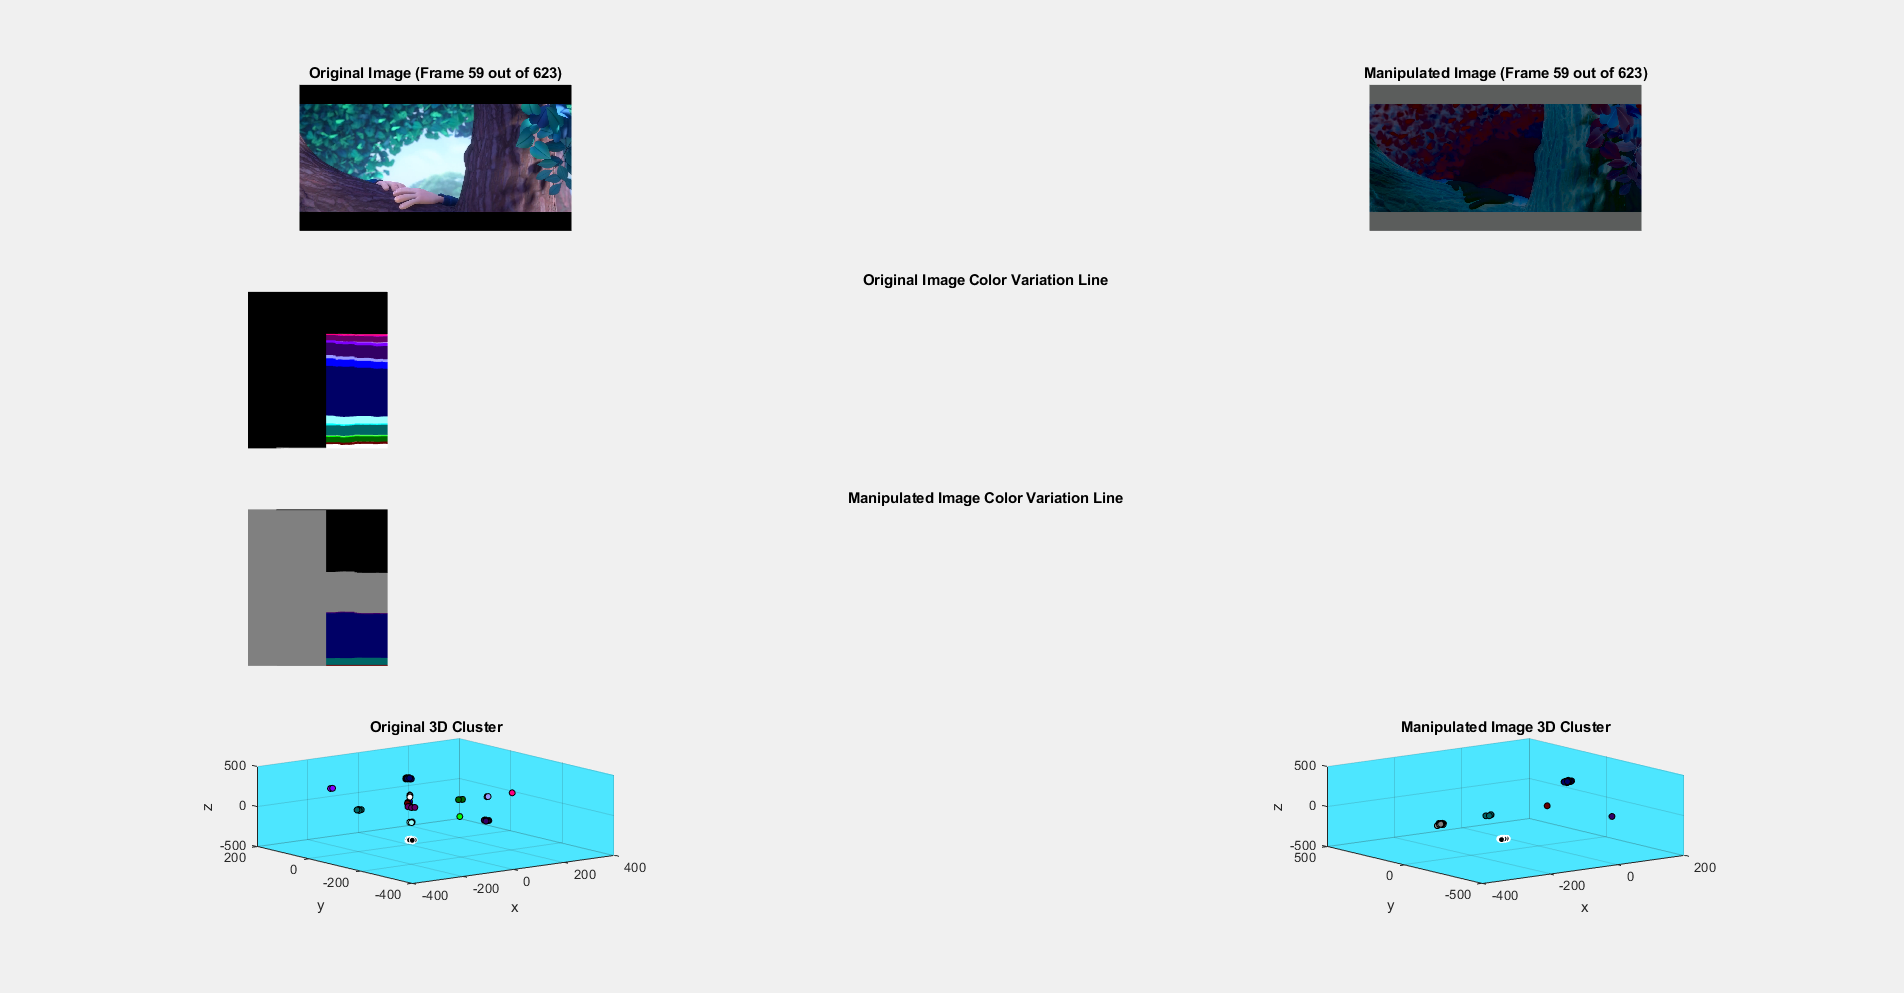 Original Image (Frame 59 out of 623)
Manipulated Image (Frame 59 out of 623)
Original Image Color Variation Line
Manipulated Image Color Variation Line
Original 3D Cluster
500
0
-500
z
200
0
-200
-400
y
-400
-200
0
200
400
x
Manipulated Image 3D Cluster
500
0
-500
z
500
0
-500
y
-400
-200
0
200
x